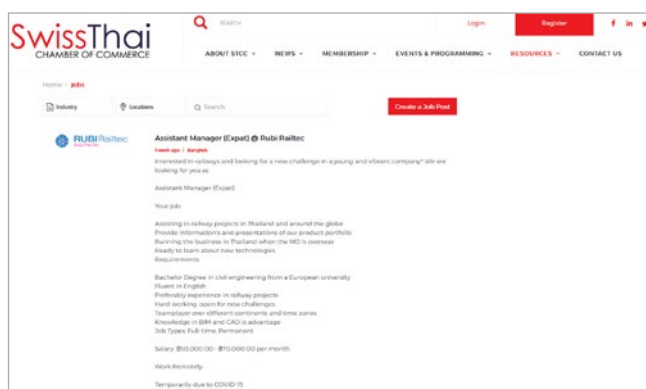 SwissThai
CHAMBER OF COMMERCE
SEARCH
Login
Register
ABOUT STCC
NEWS
MEMBERSHIP
EVENTS & PROGRAMMING
RESOURCES
CONTACT US
Home - Jobs
Industry
Locations
Search
Create a Job Post
RUBIRailtec
Assistant Manager (Expat) @ Rubi Railtec
1 week ago | Bangkok
Interested in railways and looking for a new challenge in a young and vibrant company? We are
looking for you as
Assistant Manager (Expat)
Your job
Assisting in railway projects in Thailand and around the globe
Provide information's and presentations of our product portfolio
Running the business in Thailand when the MD is overseas
Ready to learn about new technologies
Requirements.
Bachelor Degree in civil engineering from a European university
Fluent in English
Preferably experience in railway projects
Hard working, open for new challenges
Teamplayer over different continents and time zones
Knowledge in BIM and CAD is advantage
Job Types: Full-time, Permanent
Salary: ฿50,000.00 - ฿70,000.00 per month
Work Remotely:
Temporarily due to COVID-19